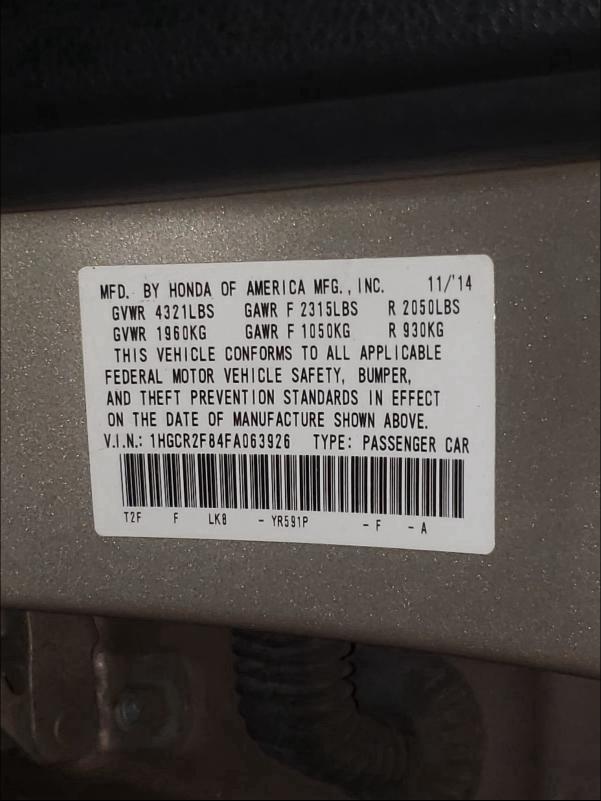 MFD. BY HONDA OF AMERICA MFG., INC. 11/'14
GVWR 4321LBS GAWR F 2315LBS R 2050LBS
GVWR 1960KG GAWR F 1050KG R 930KG
THIS VEHICLE CONFORMS TO ALL APPLICABLE
FEDERAL MOTOR VEHICLE SAFETY, BUMPER,
AND THEFT PREVENTION STANDARDS IN EFFECT
ON THE DATE OF MANUFACTURE SHOWN ABOVE.
V.I.N.: 1HGCR2F84FA063926 TYPE: PASSENGER CAR
T2F F LK8 - YR591P - F - A